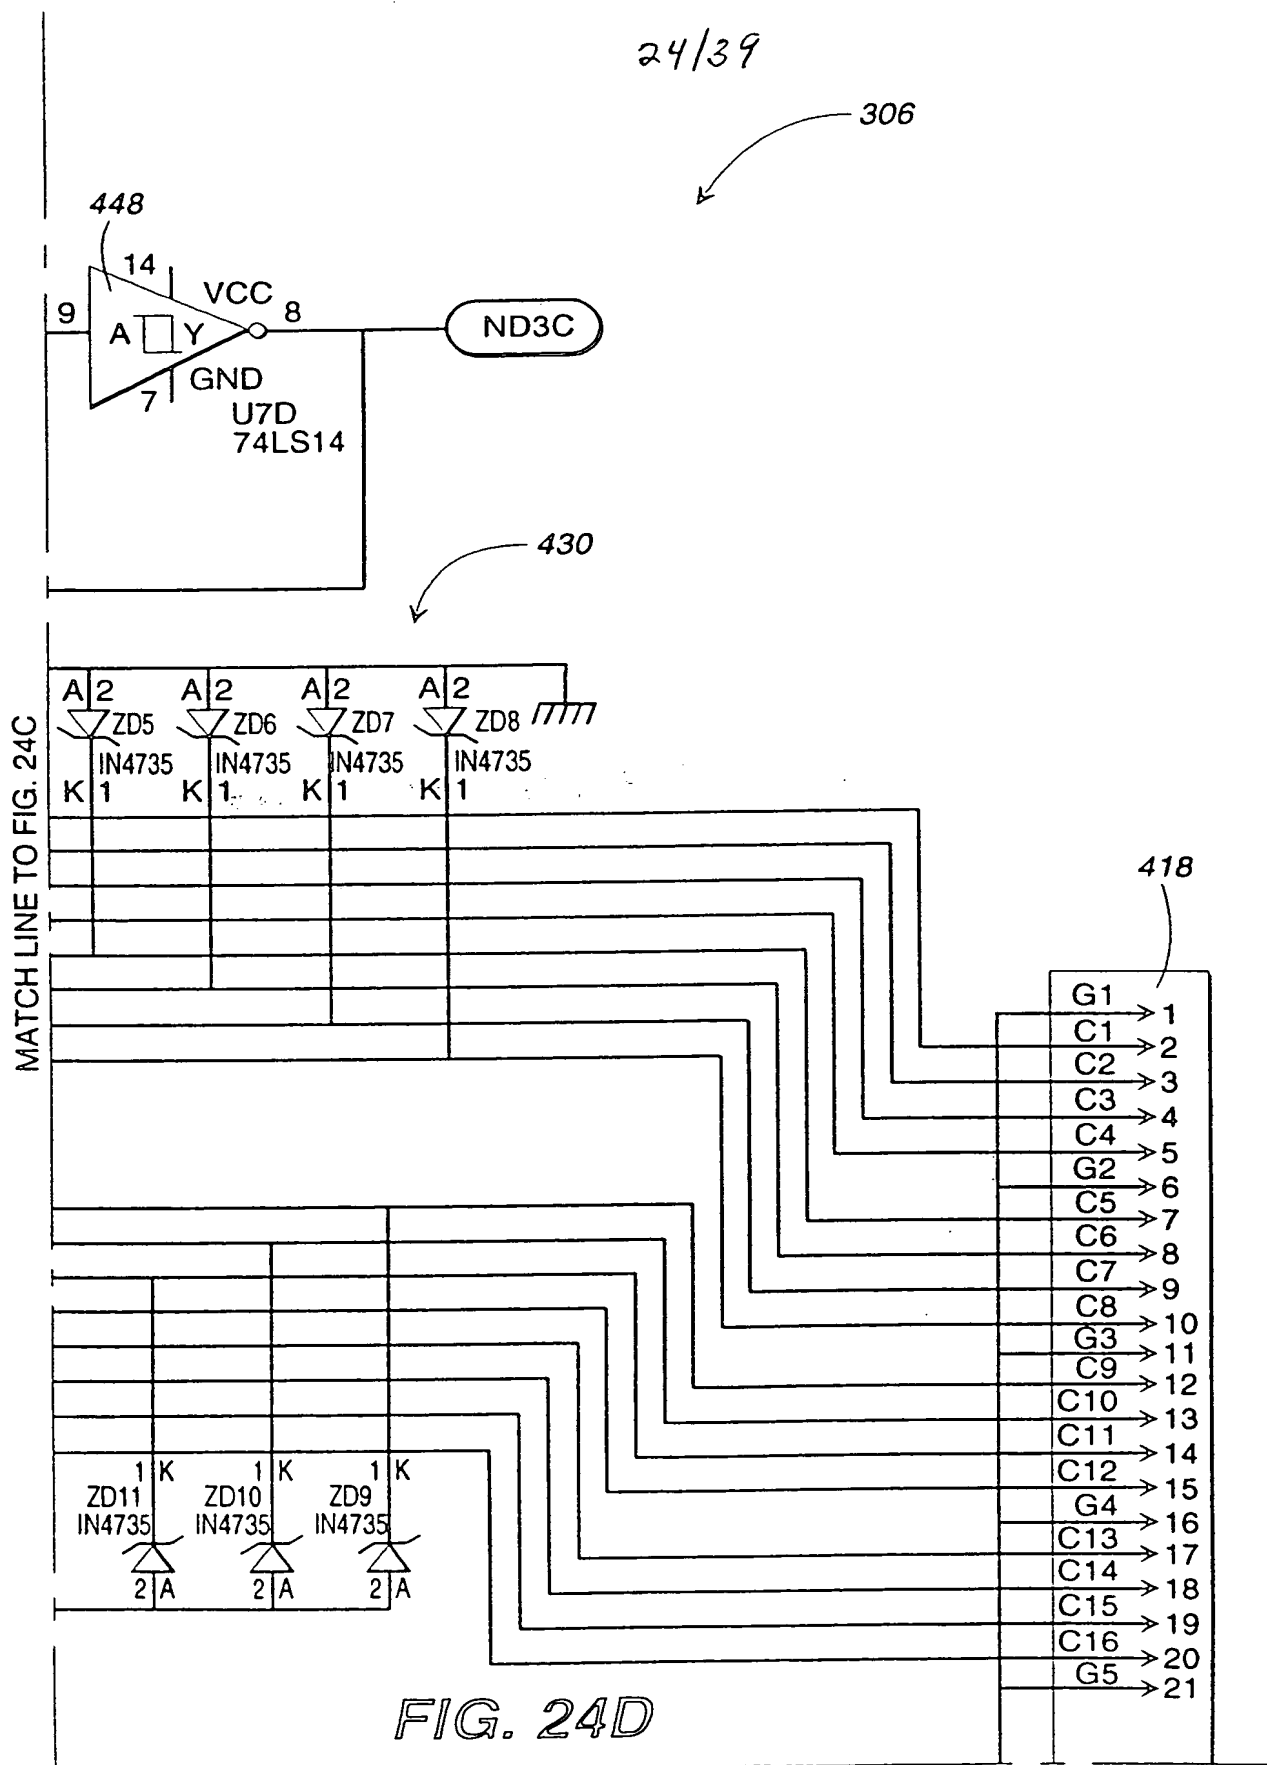 24/39
306
448
14
VCC
9
A
Y
8
ND3C
GND
7
U7D
74LS14
430
A 2 A 2 A 2 A 2
ZD5 ZD6 ZD7 ZD8
IN4735 IN4735 IN4735 IN4735
K 1 K 1 K 1 K 1
MATCH LINE TO FIG. 24C
418
G1 1
C1 2
C2 3
C3 4
C4 5
G2 6
C5 7
C6 8
C7 9
C8 10
G3 11
C9 12
C10 13
C11 14
C12 15
G4 16
C13 17
C14 18
C15 19
C16 20
G5 21
1 K 1 K 1 K
ZD11 ZD10 ZD9
IN4735 IN4735 IN4735
2 A 2 A 2 A
FIG. 24D